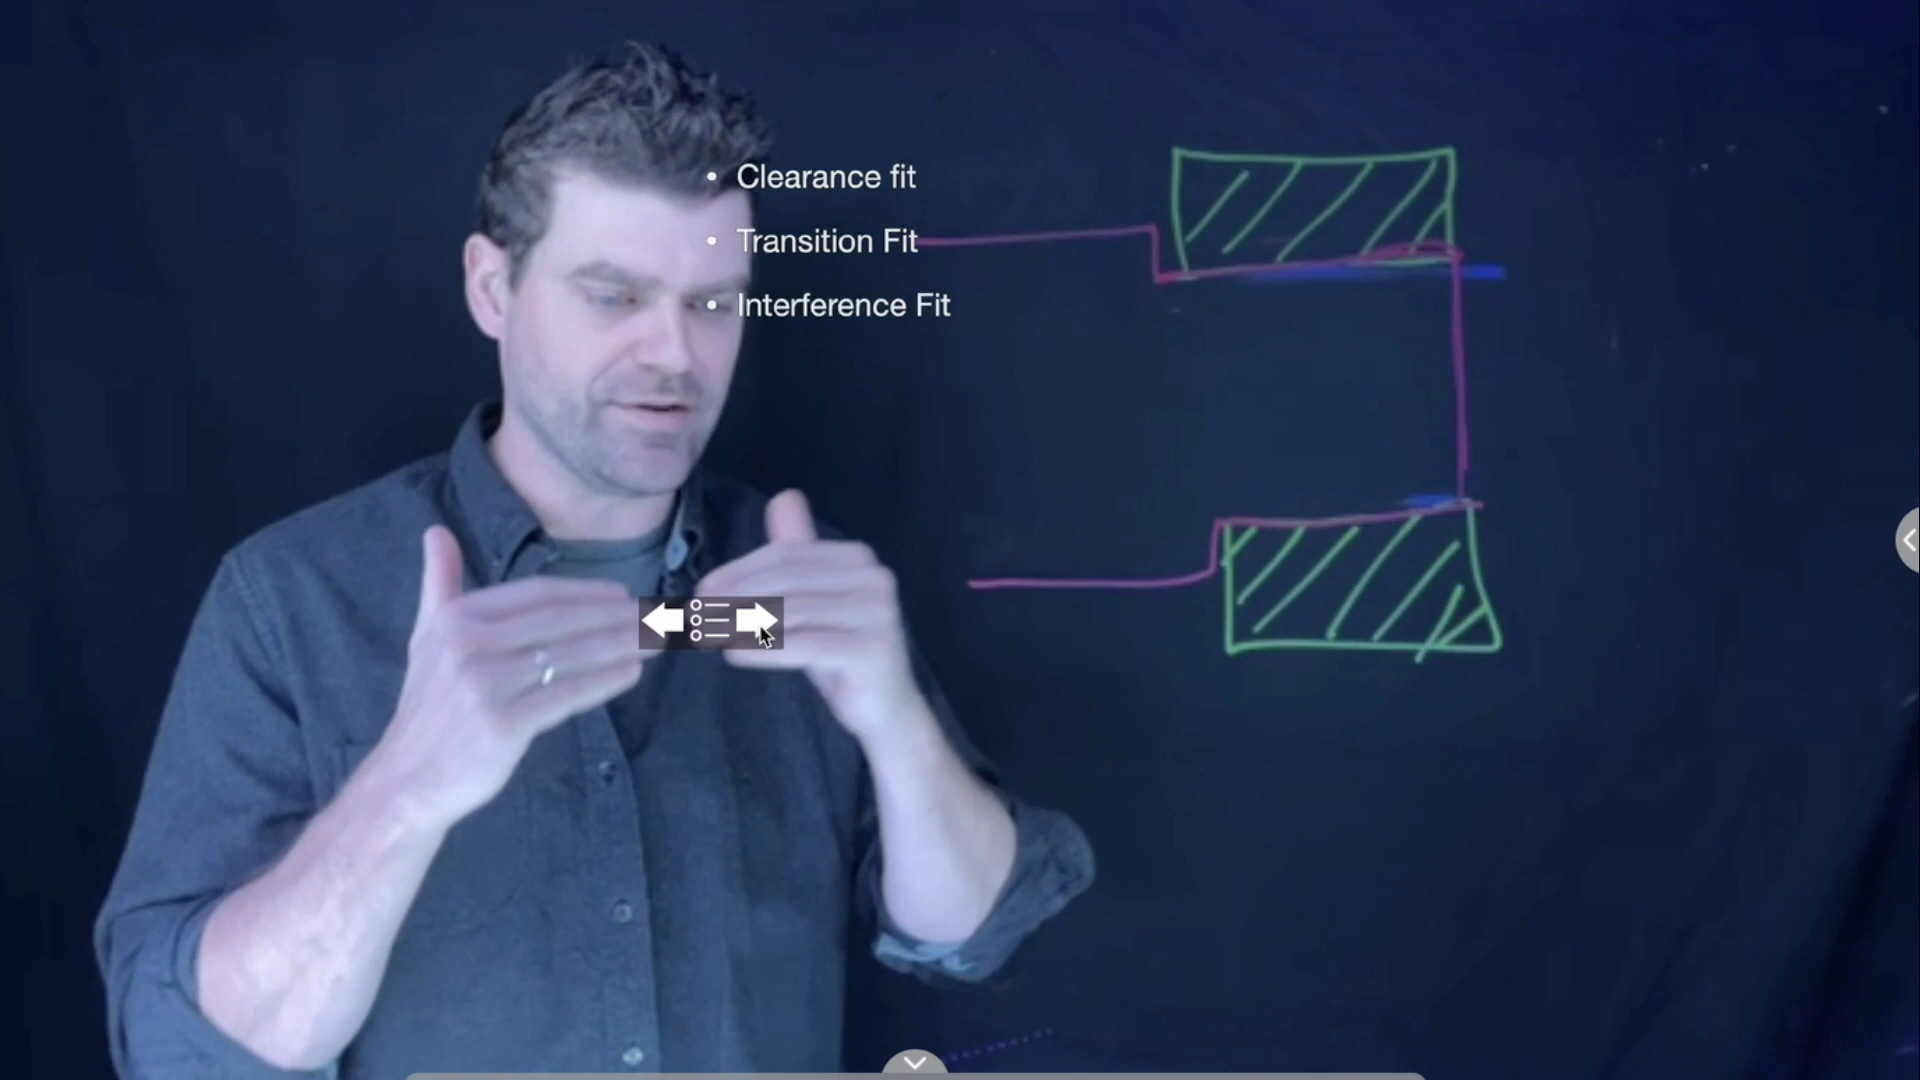 • Clearance fit
• Transition Fit
• Interference Fit